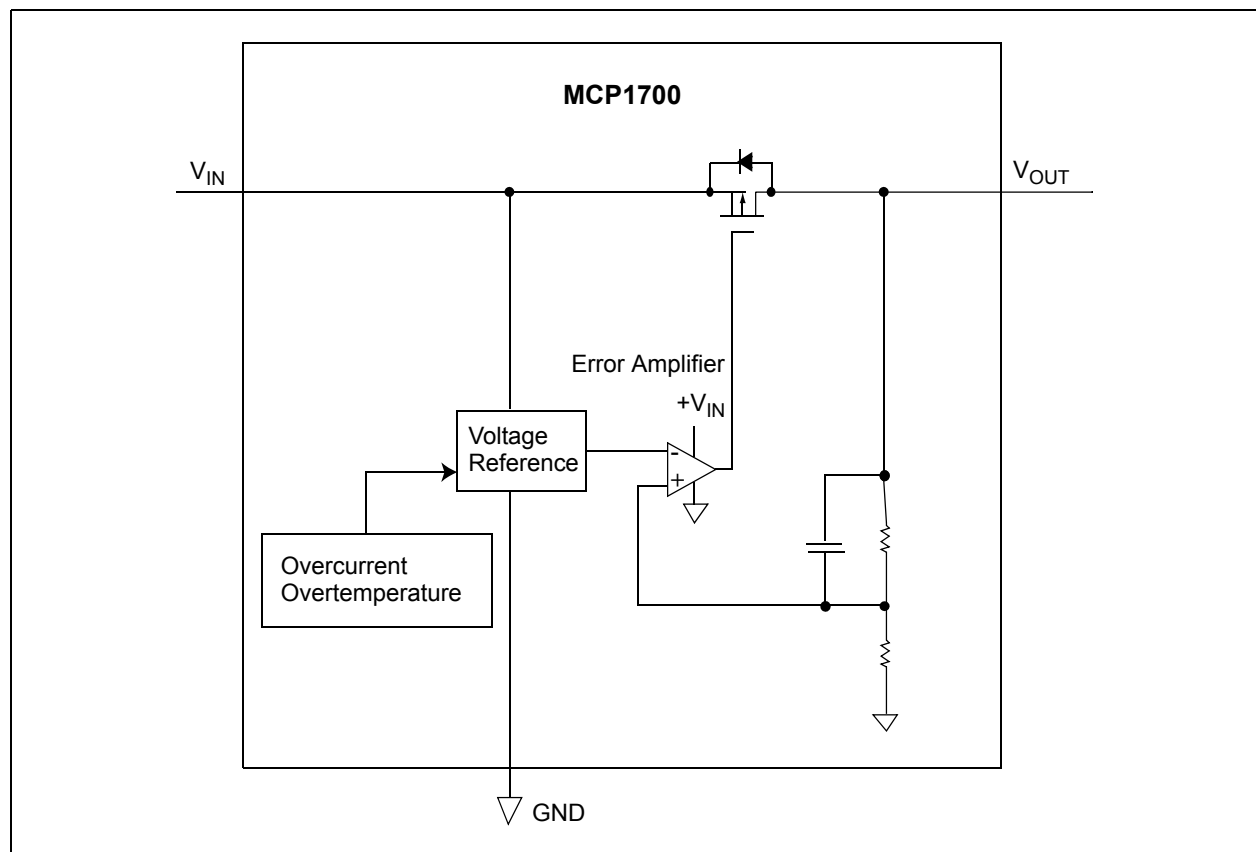 MCP1700
VIN
VOUT
Error Amplifier
+VIN
Voltage
Reference
-
+
Overcurrent
Overtemperature
GND